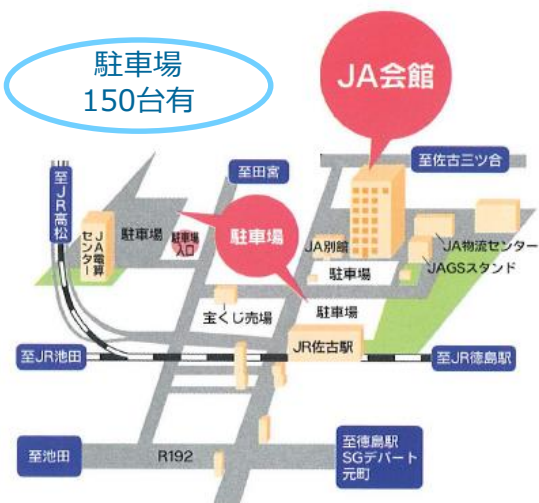 駐車場
150台有
JA会館
至佐古三ツ合
至田宮
至JR高松
JA電算
センター
駐車場
駐車場
入口
駐車場
JA別館
JA物流センター
駐車場
JAGSスタンド
宝くじ売場
駐車場
JR佐古駅
至JR池田
至JR徳島駅
至池田
R192
至徳島駅
SGデパート
元町